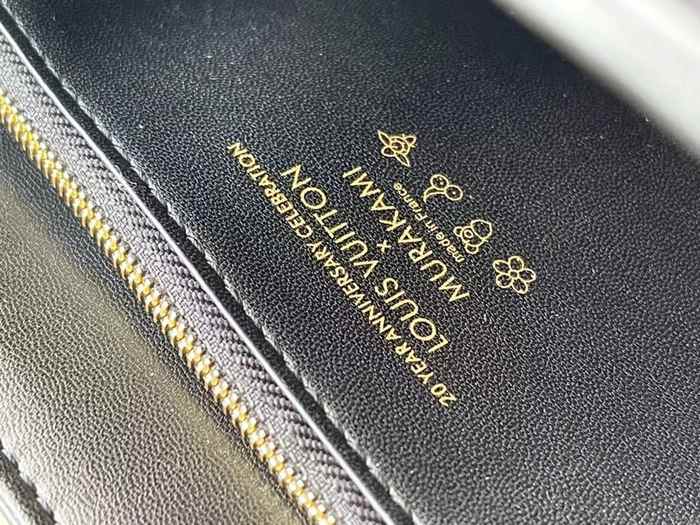 20 YEAR ANNIVERSARY CELEBRATION
LOUIS VUITTON
×
MURAKAMI
made in France